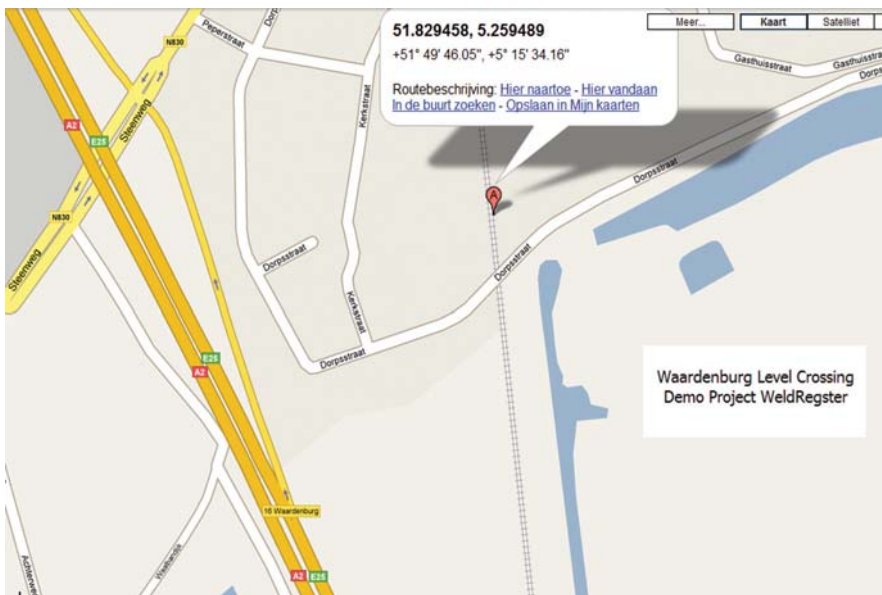 51.829458, 5.259489
+51° 49' 46.05", +5° 15' 34.16"
Routebeschrijving: Hier naartoe - Hier vandaan
In de buurt zoeken - Opslaan in Mijn kaarten
Meer...
Kaart
Satelliet
N830
Peperstraat
Gasthuisstraat
Gasthuisstraat
Steenweg
Kerkstraat
A2
E25
Dorpsstraat
N830
Dorpsstraat
Steenweg
Dorpsstraat
Kerkstraat
Dorpsstraat
E25
A2
Waardenburg Level Crossing
Demo Project WeldRegster
16 Waardenburg
Achterweg
A2
E25